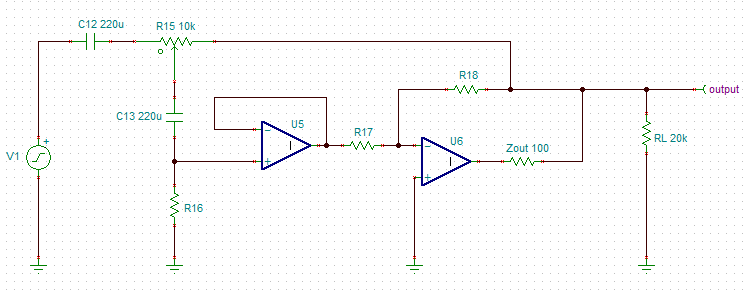 C12 220u
R15 10k
R18
output
C13 220u
U5
R17
U6
V1
+
Zout 100
RL 20k
R16